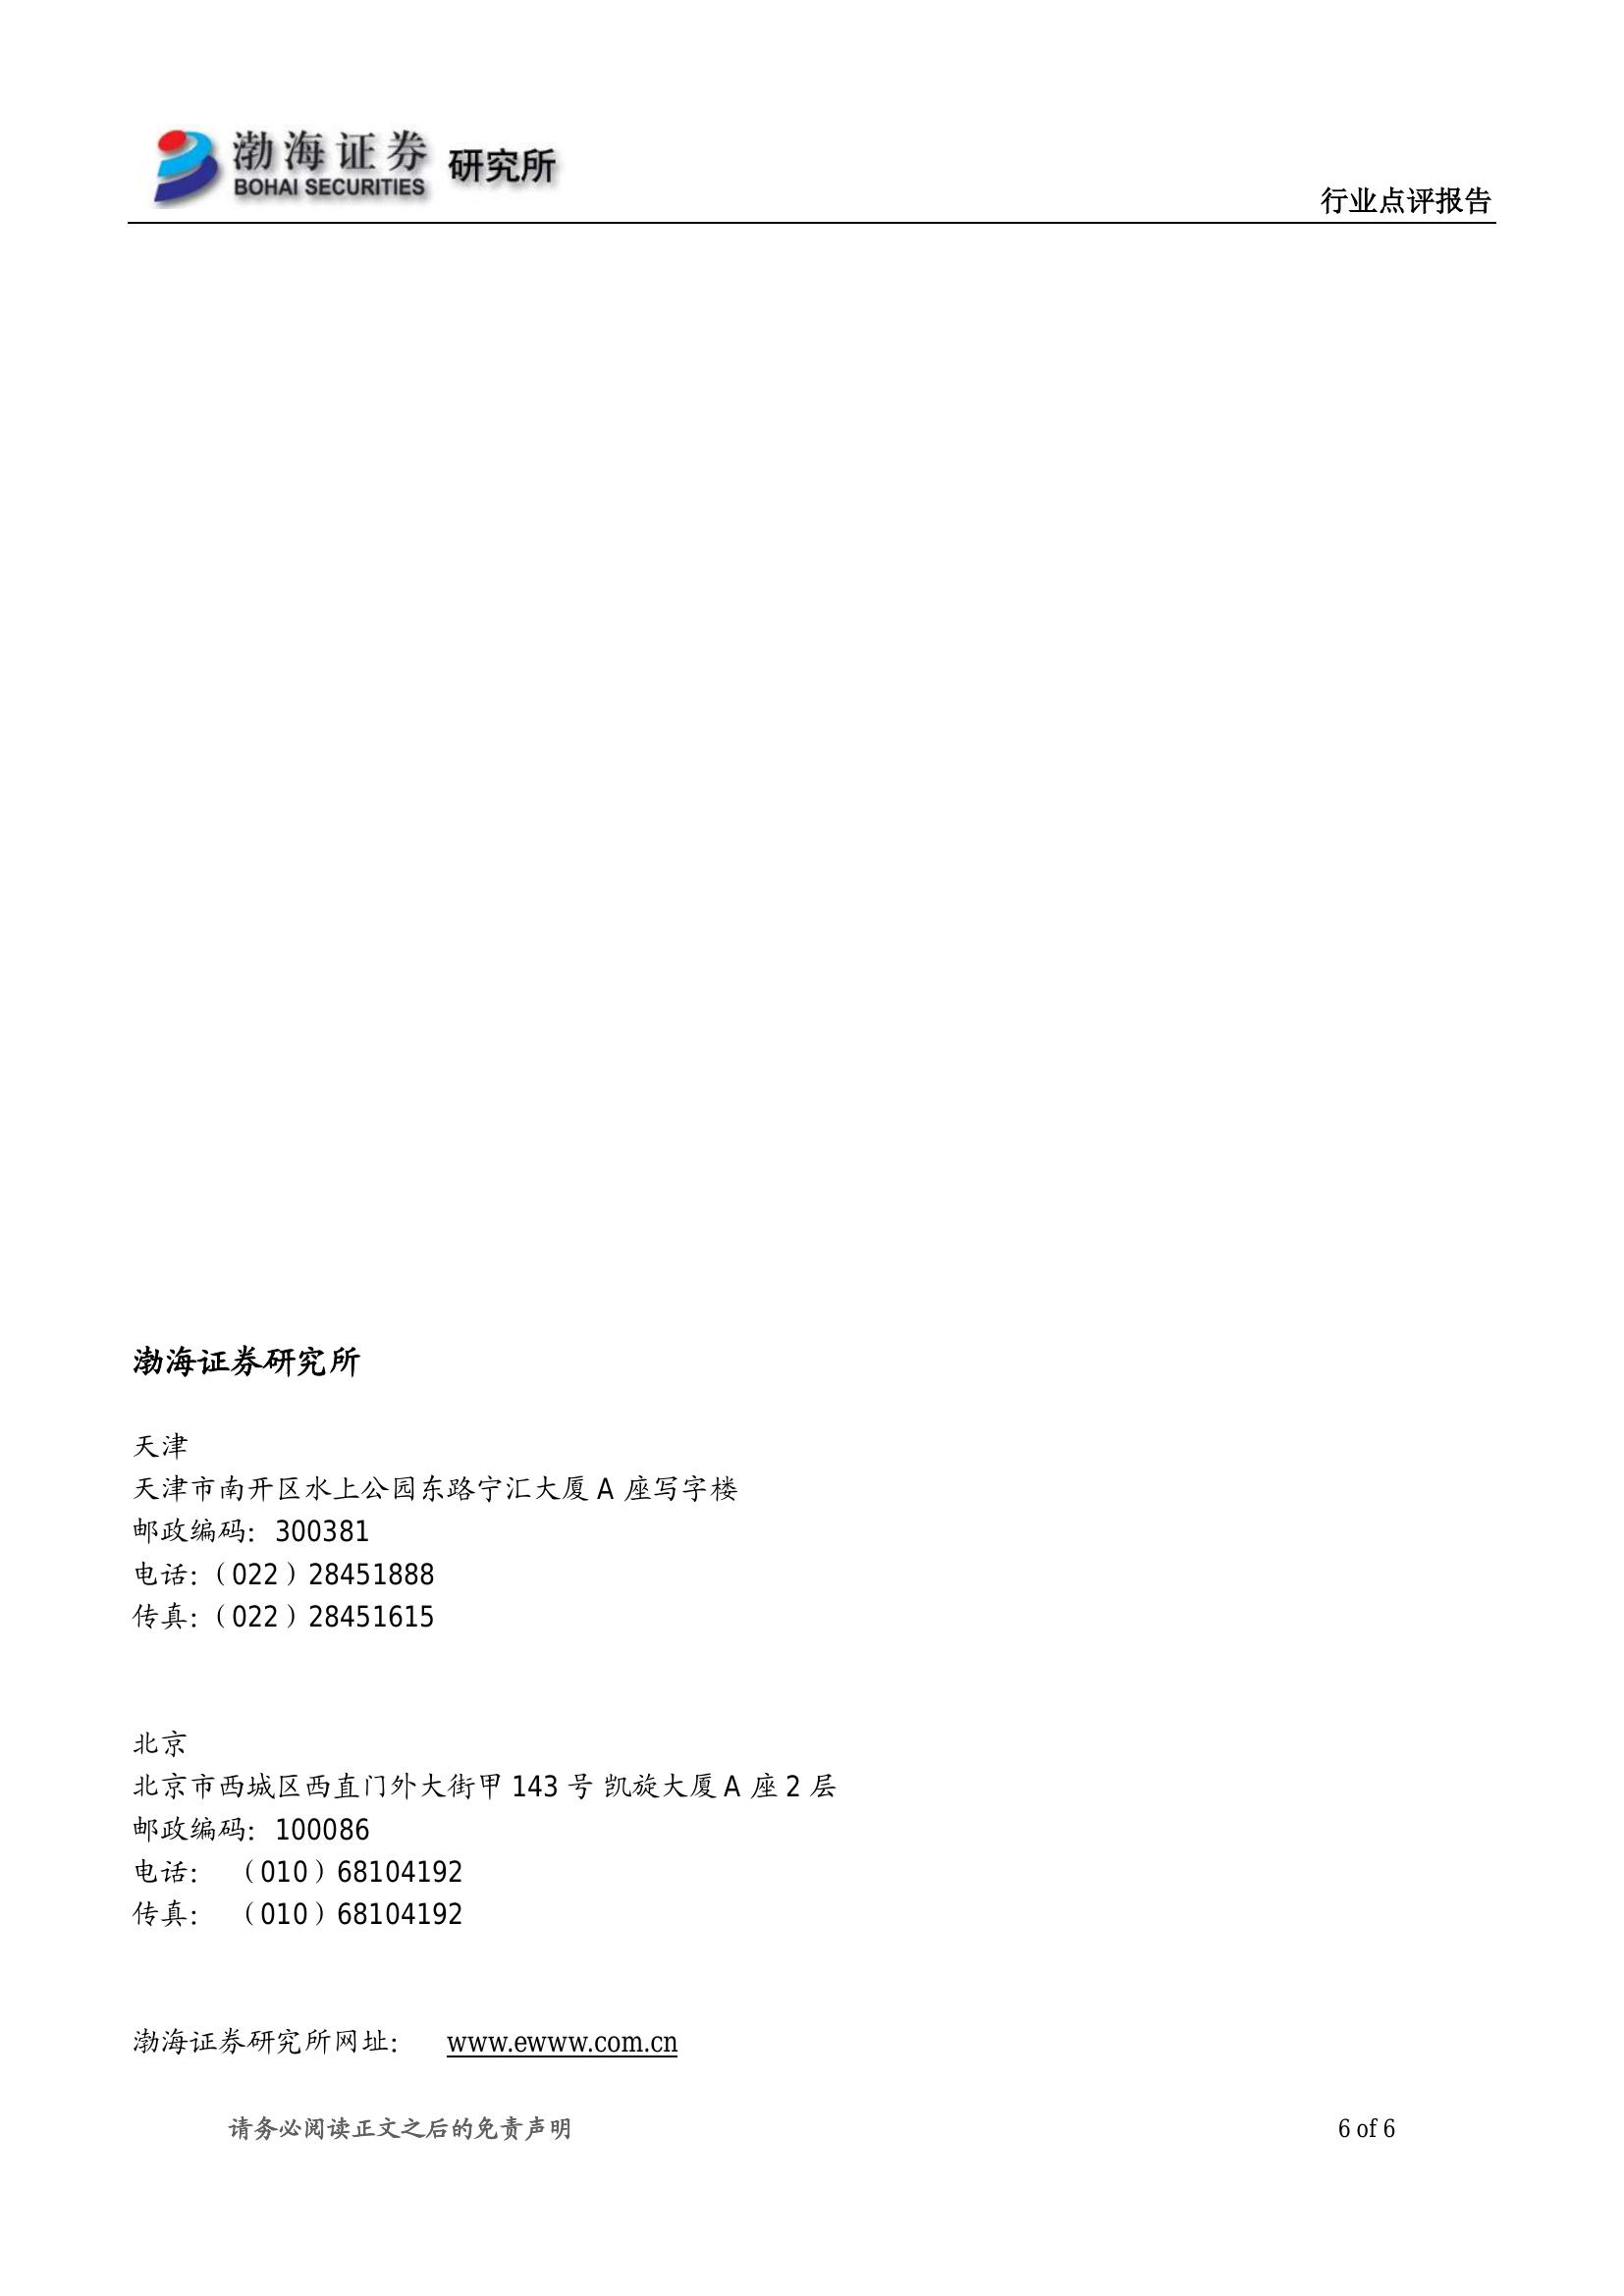 渤海证券 研究所
BOHAI SECURITIES
行业点评报告
渤海证券研究所
天津
天津市南开区水上公园东路宁汇大厦 A 座写字楼
邮政编码：300381
电话：（022）28451888
传真：（022）28451615
北京
北京市西城区西直门外大街甲 143 号 凯旋大厦 A 座 2 层
邮政编码：100086
电话： （010）68104192
传真： （010）68104192
渤海证券研究所网址： www.ewww.com.cn
请务必阅读正文之后的免责声明 6 of 6